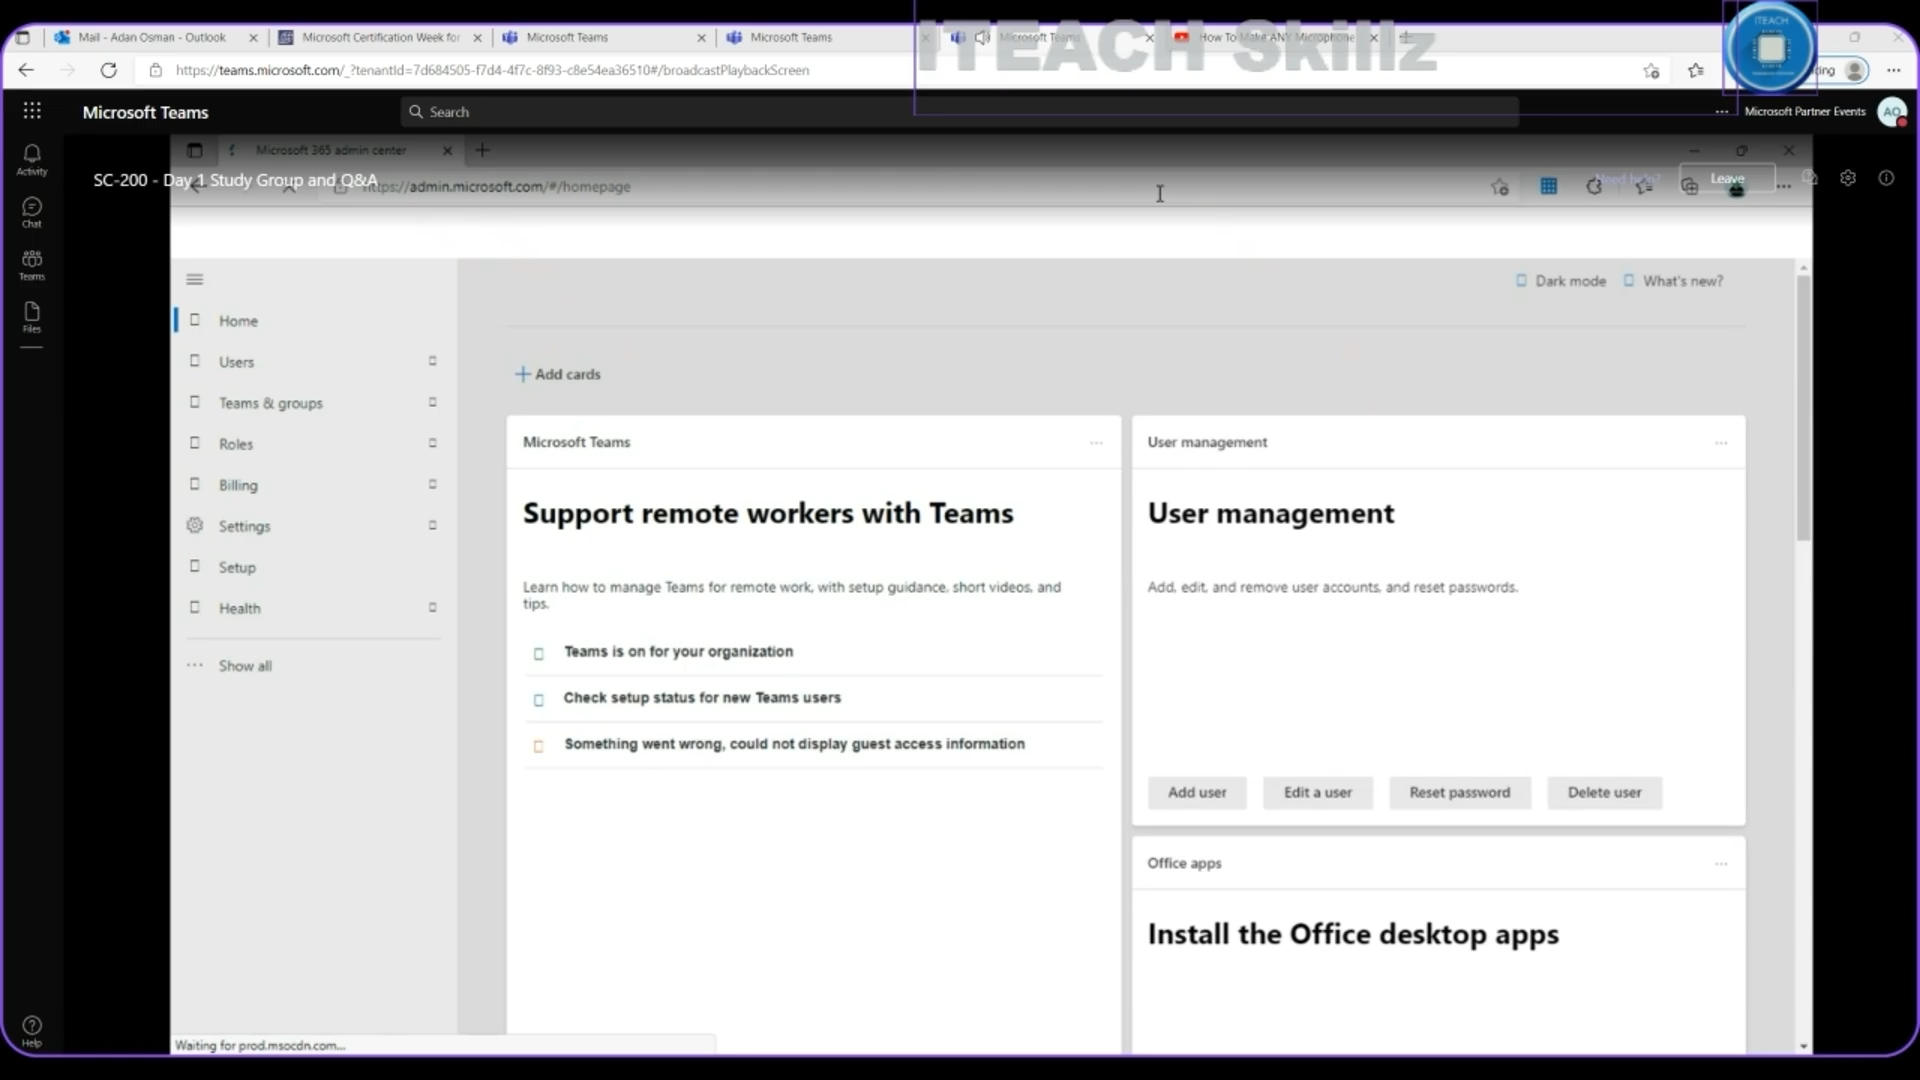 Mail - Adan Osman - Outlook
Microsoft Certification Week for
Microsoft Teams
Microsoft Teams
Microsoft Teams
How To Make ANY Microphone
ITEACH Skillz
ITEACH
https://teams.microsoft.com/_?tenantId=7d684505-f7d4-4f7c-8f93-c8e54ea36510#/broadcastPlaybackScreen
Microsoft Teams
Search
Microsoft Partner Events
AO
Activity
Chat
Teams
Files
Help
Microsoft 365 admin center
SC-200 - Day 1 Study Group and Q&A
https://admin.microsoft.com/#/homepage
Need help?
Leave
Dark mode
What's new?
Home
Users
Teams & groups
Roles
Billing
Settings
Setup
Health
Show all
Add cards
Microsoft Teams
Support remote workers with Teams
Learn how to manage Teams for remote work, with setup guidance, short videos, and
tips.
Teams is on for your organization
Check setup status for new Teams users
Something went wrong, could not display guest access information
User management
User management
Add, edit, and remove user accounts, and reset passwords.
Add user
Edit a user
Reset password
Delete user
Office apps
Install the Office desktop apps
Waiting for prod.msocdn.com...